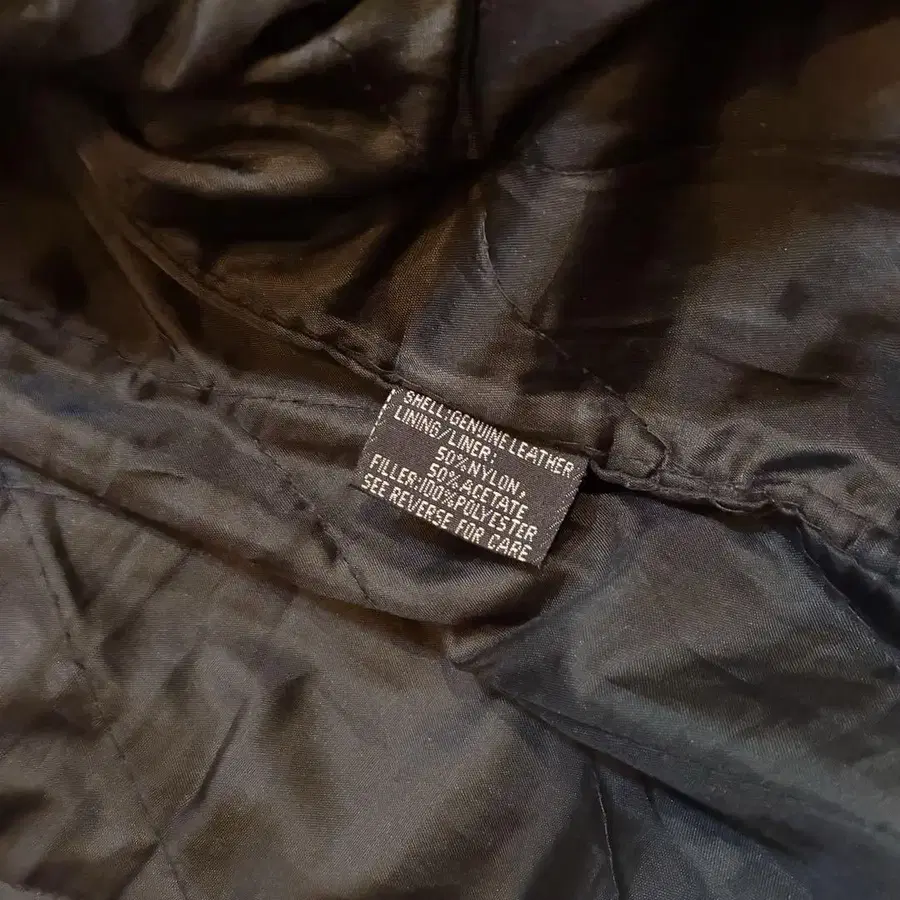 SHELL:GENUINE LEATHER
LINING/LINER:
50%NYLON,
50%ACETATE
FILLER:100%POLYESTER
SEE REVERSE FOR CARE